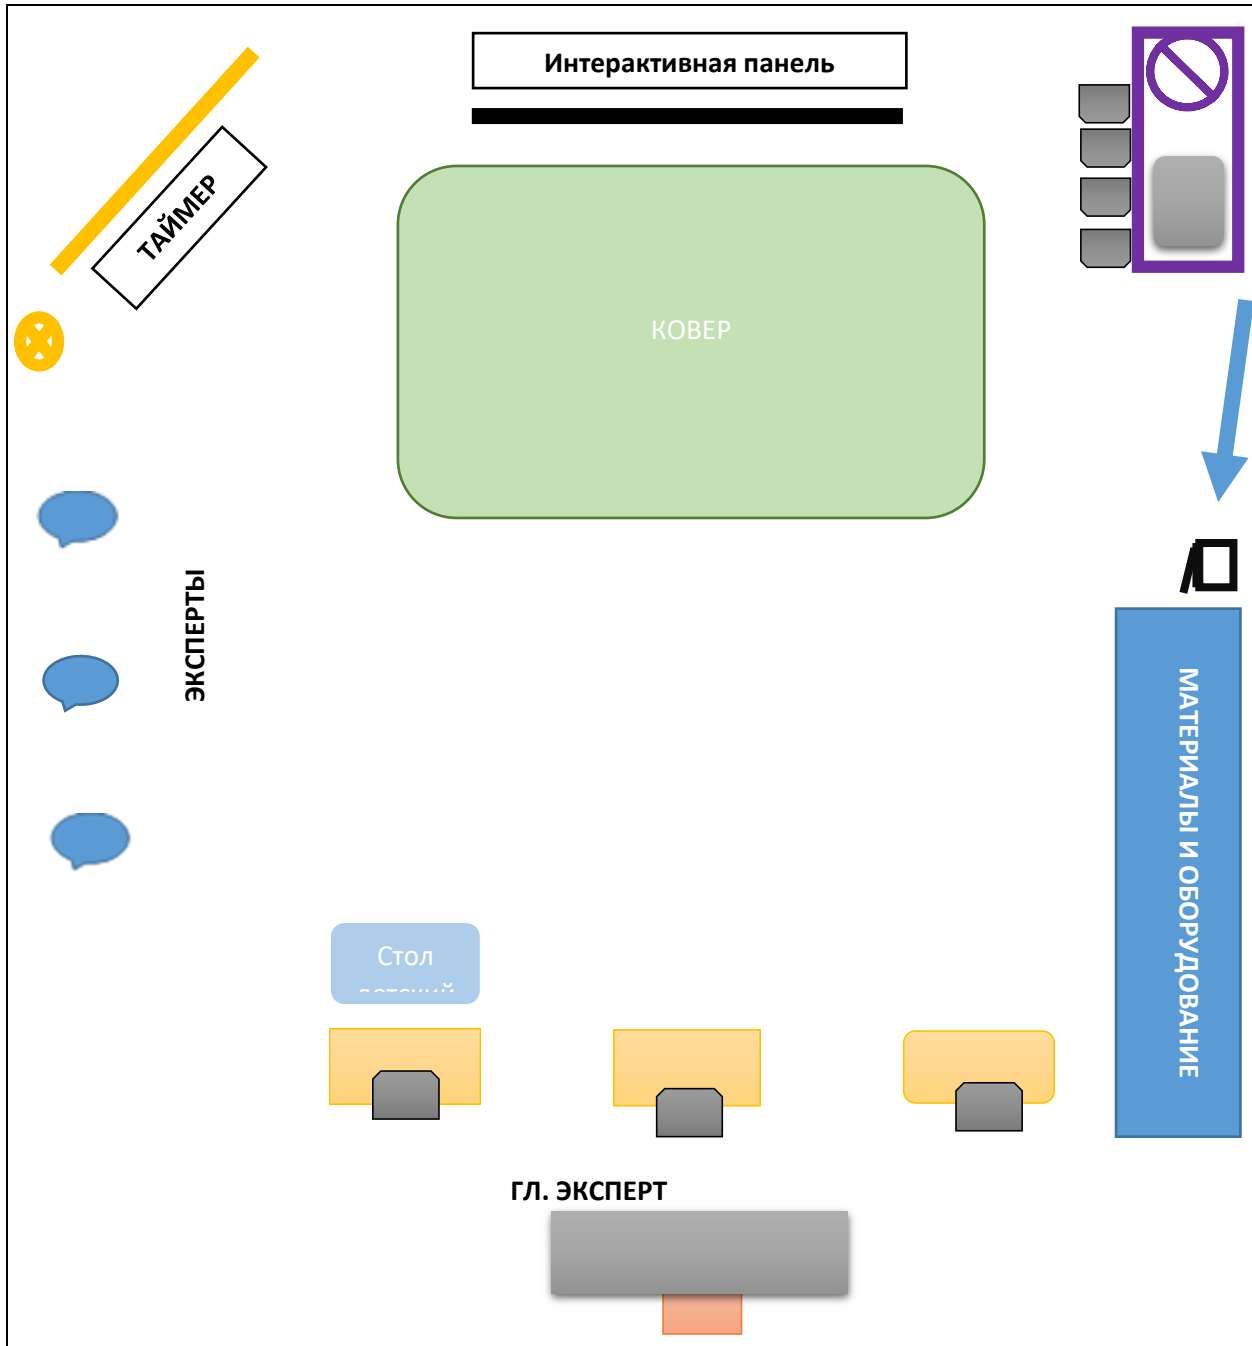 Интерактивная панель
ТАЙМЕР
КОВЕР
ЭКСПЕРТЫ
МАТЕРИАЛЫ И ОБОРУДОВАНИЕ
Стол
ГЛ. ЭКСПЕРТ